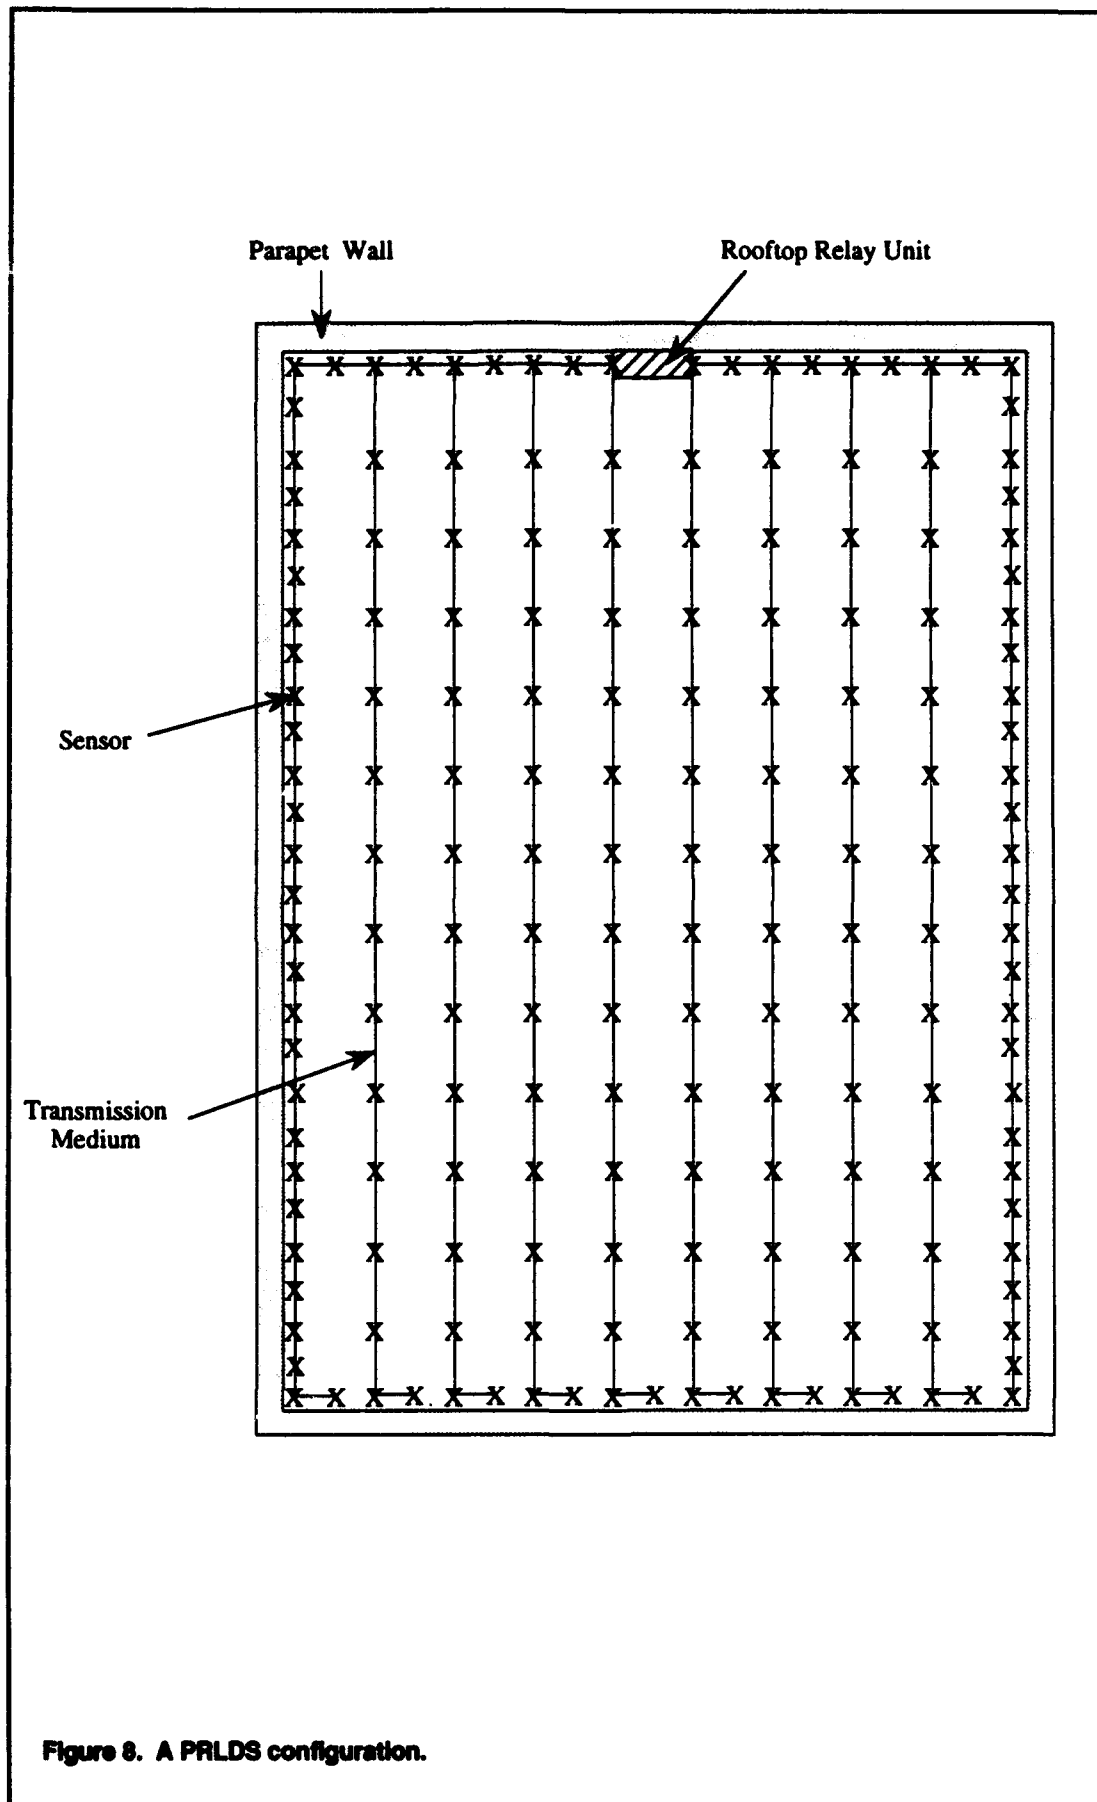 Parapet Wall
Rooftop Relay Unit
Sensor
Transmission
Medium
Figure 8. A PRLDS configuration.